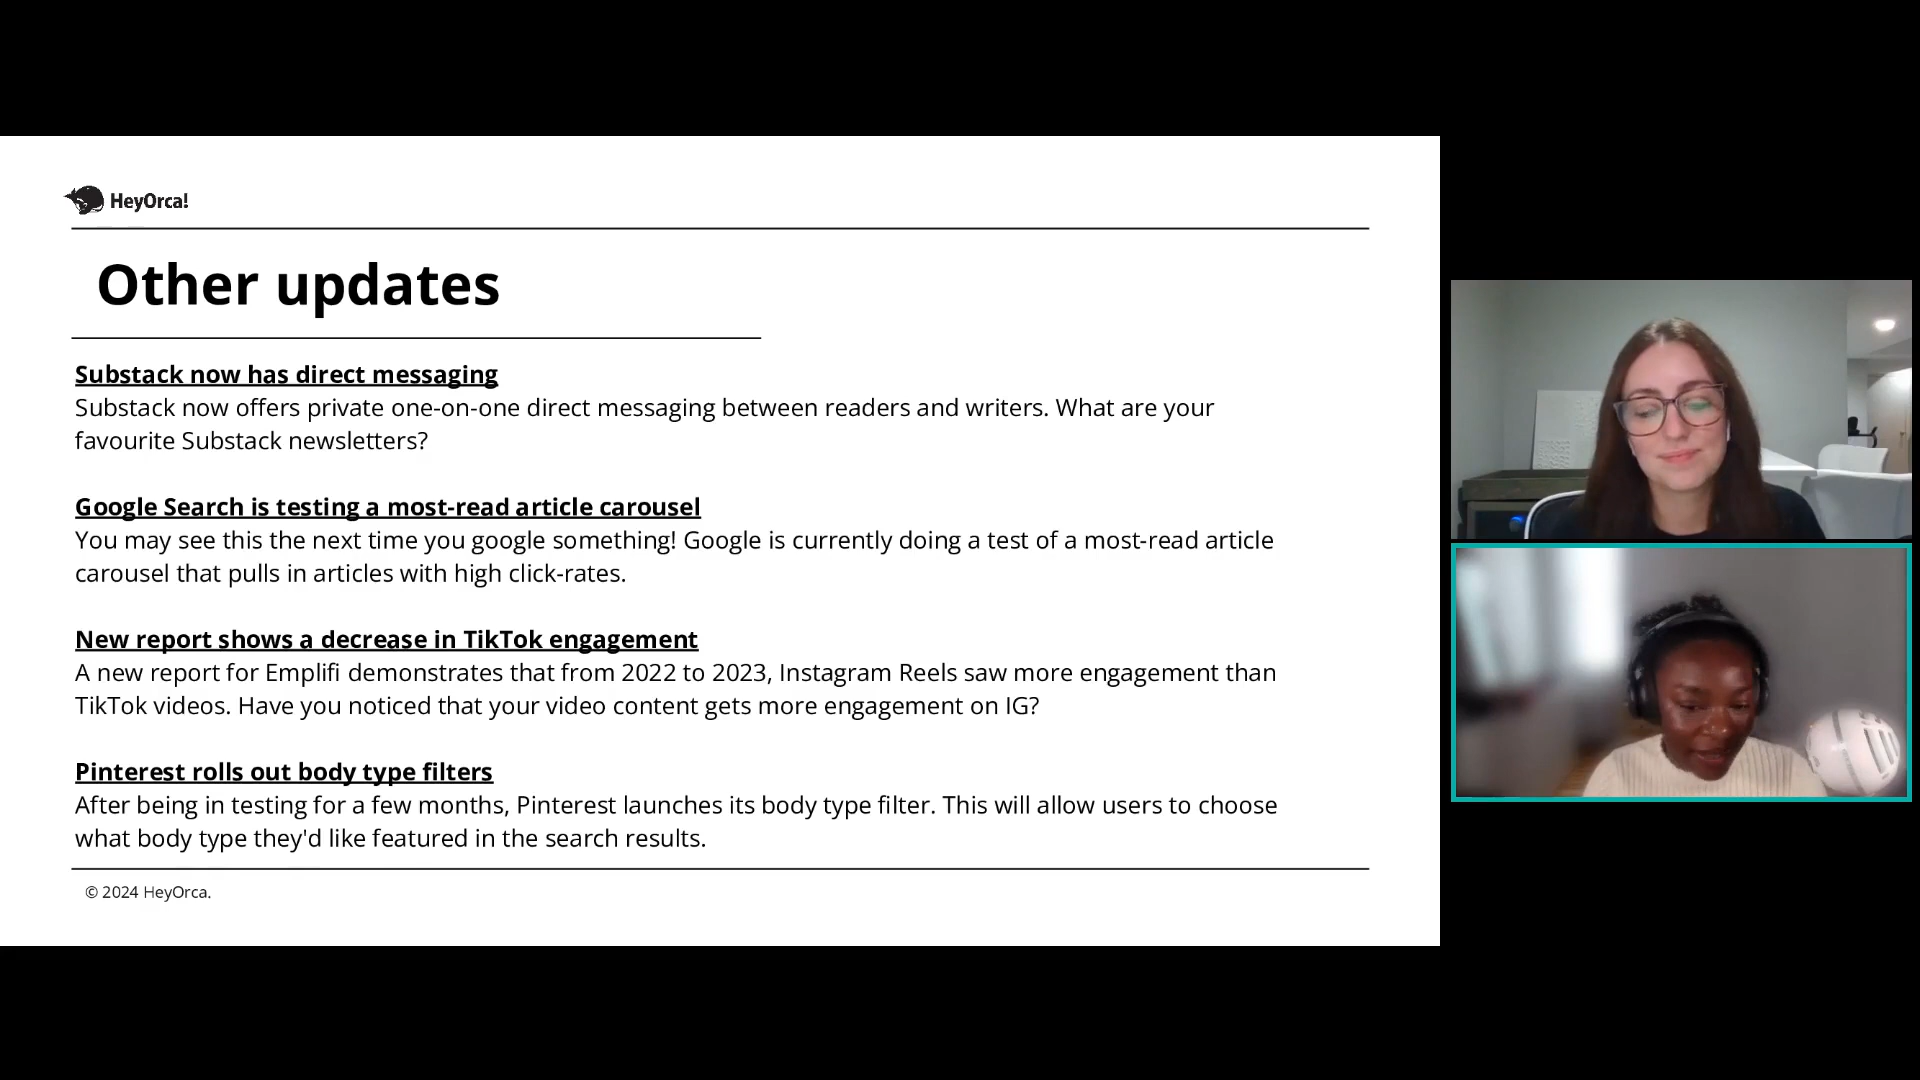 HeyOrca!
Other updates
Substack now has direct messaging
Substack now offers private one-on-one direct messaging between readers and writers. What are your
favourite Substack newsletters?
Google Search is testing a most-read article carousel
You may see this the next time you google something! Google is currently doing a test of a most-read article
carousel that pulls in articles with high click-rates.
New report shows a decrease in TikTok engagement
A new report for Emplifi demonstrates that from 2022 to 2023, Instagram Reels saw more engagement than
TikTok videos. Have you noticed that your video content gets more engagement on IG?
Pinterest rolls out body type filters
After being in testing for a few months, Pinterest launches its body type filter. This will allow users to choose
what body type they'd like featured in the search results.
© 2024 HeyOrca.